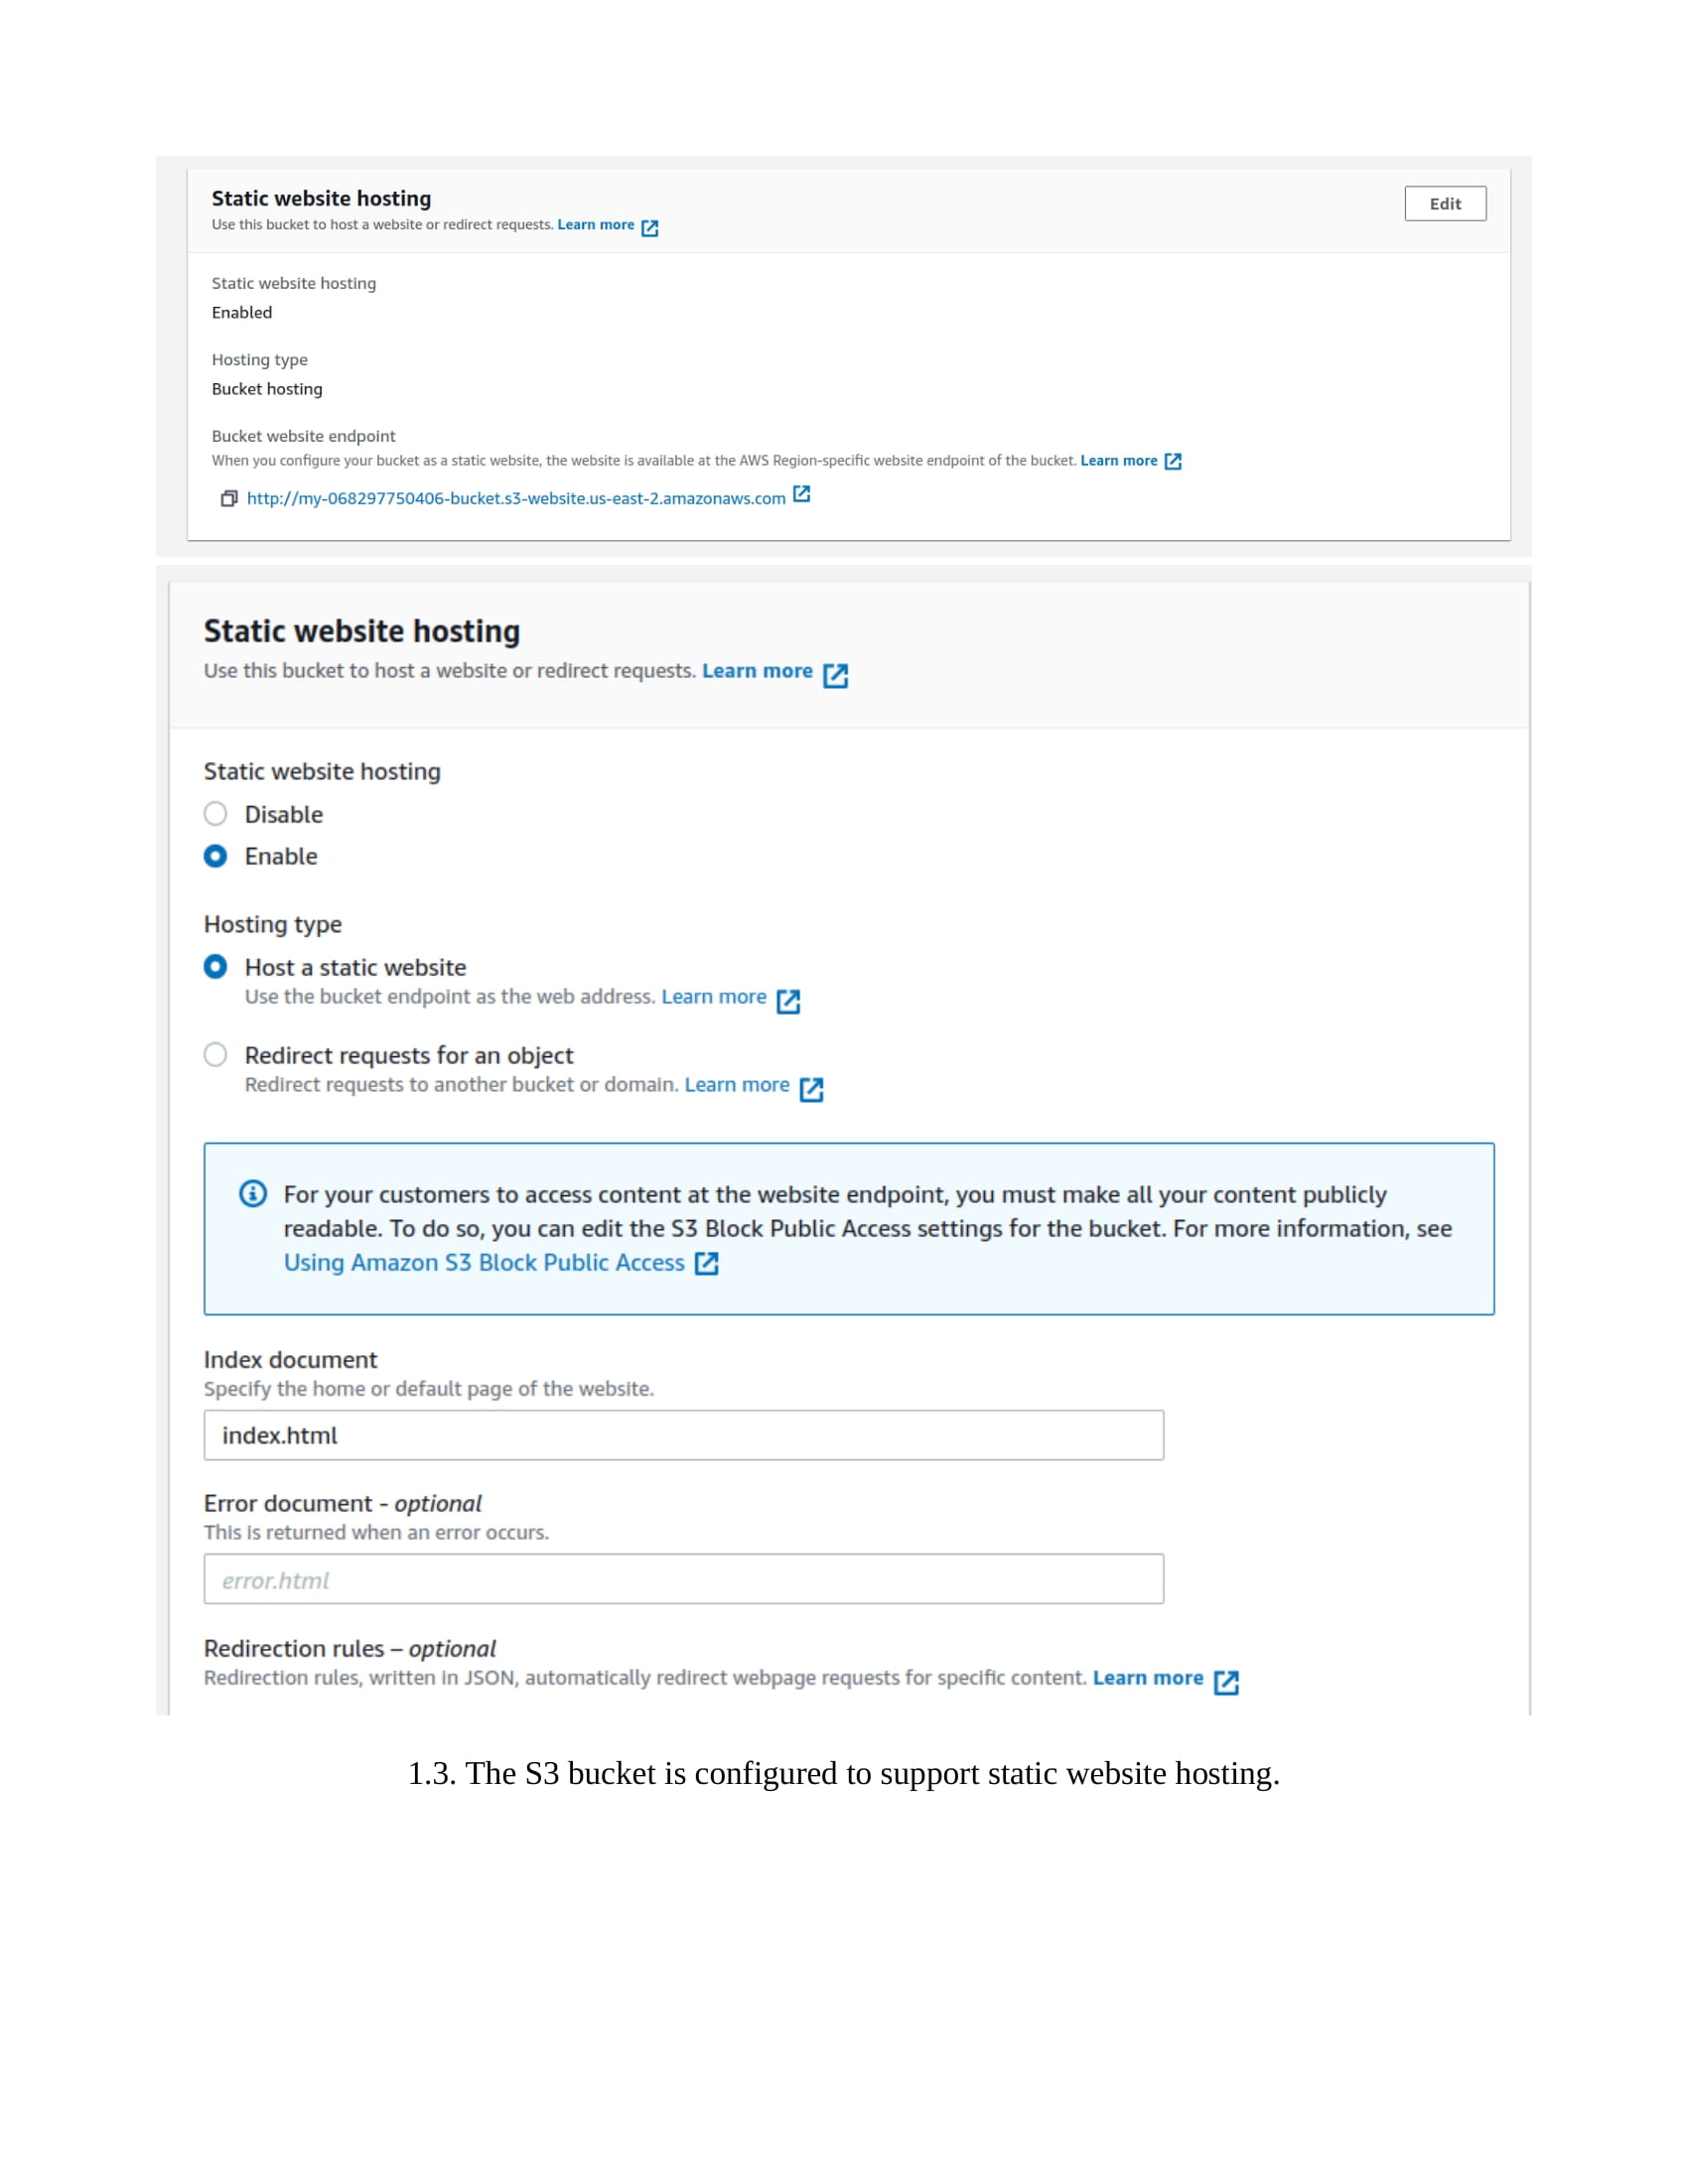 Static website hosting
Edit
Use this bucket to host a website or redirect requests. Learn more
Static website hosting
Enabled
Hosting type
Bucket hosting
Bucket website endpoint
When you configure your bucket as a static website, the website is available at the AWS Region-specific website endpoint of the bucket. Learn more
http://my-068297750406-bucket.s3-website.us-east-2.amazonaws.com
Static website hosting
Use this bucket to host a website or redirect requests. Learn more
Static website hosting
Disable
Enable
Hosting type
Host a static website
Use the bucket endpoint as the web address. Learn more
Redirect requests for an object
Redirect requests to another bucket or domain. Learn more
For your customers to access content at the website endpoint, you must make all your content publicly
readable. To do so, you can edit the S3 Block Public Access settings for the bucket. For more information, see
Using Amazon S3 Block Public Access
Index document
Specify the home or default page of the website.
index.html
Error document - optional
This is returned when an error occurs.
error.html
Redirection rules – optional
Redirection rules, written in JSON, automatically redirect webpage requests for specific content. Learn more
1.3. The S3 bucket is configured to support static website hosting.